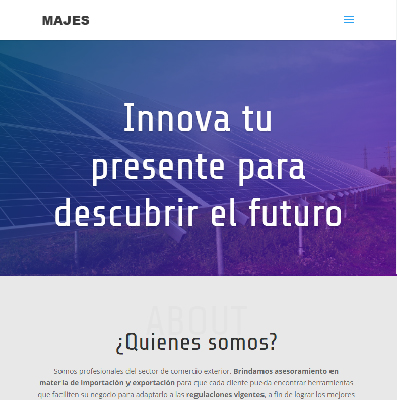 MAJES
Innova tu
presente para
descubrir el futuro
ABOUT
¿Quienes somos?
Somos profesionales del sector de comercio exterior. Brindamos asesoramiento en
materia de importación y exportación para que cada cliente pueda encontrar herramientas
que faciliten su negocio para adaptarlo a las regulaciones vigentes, a fin de lograr los mejores